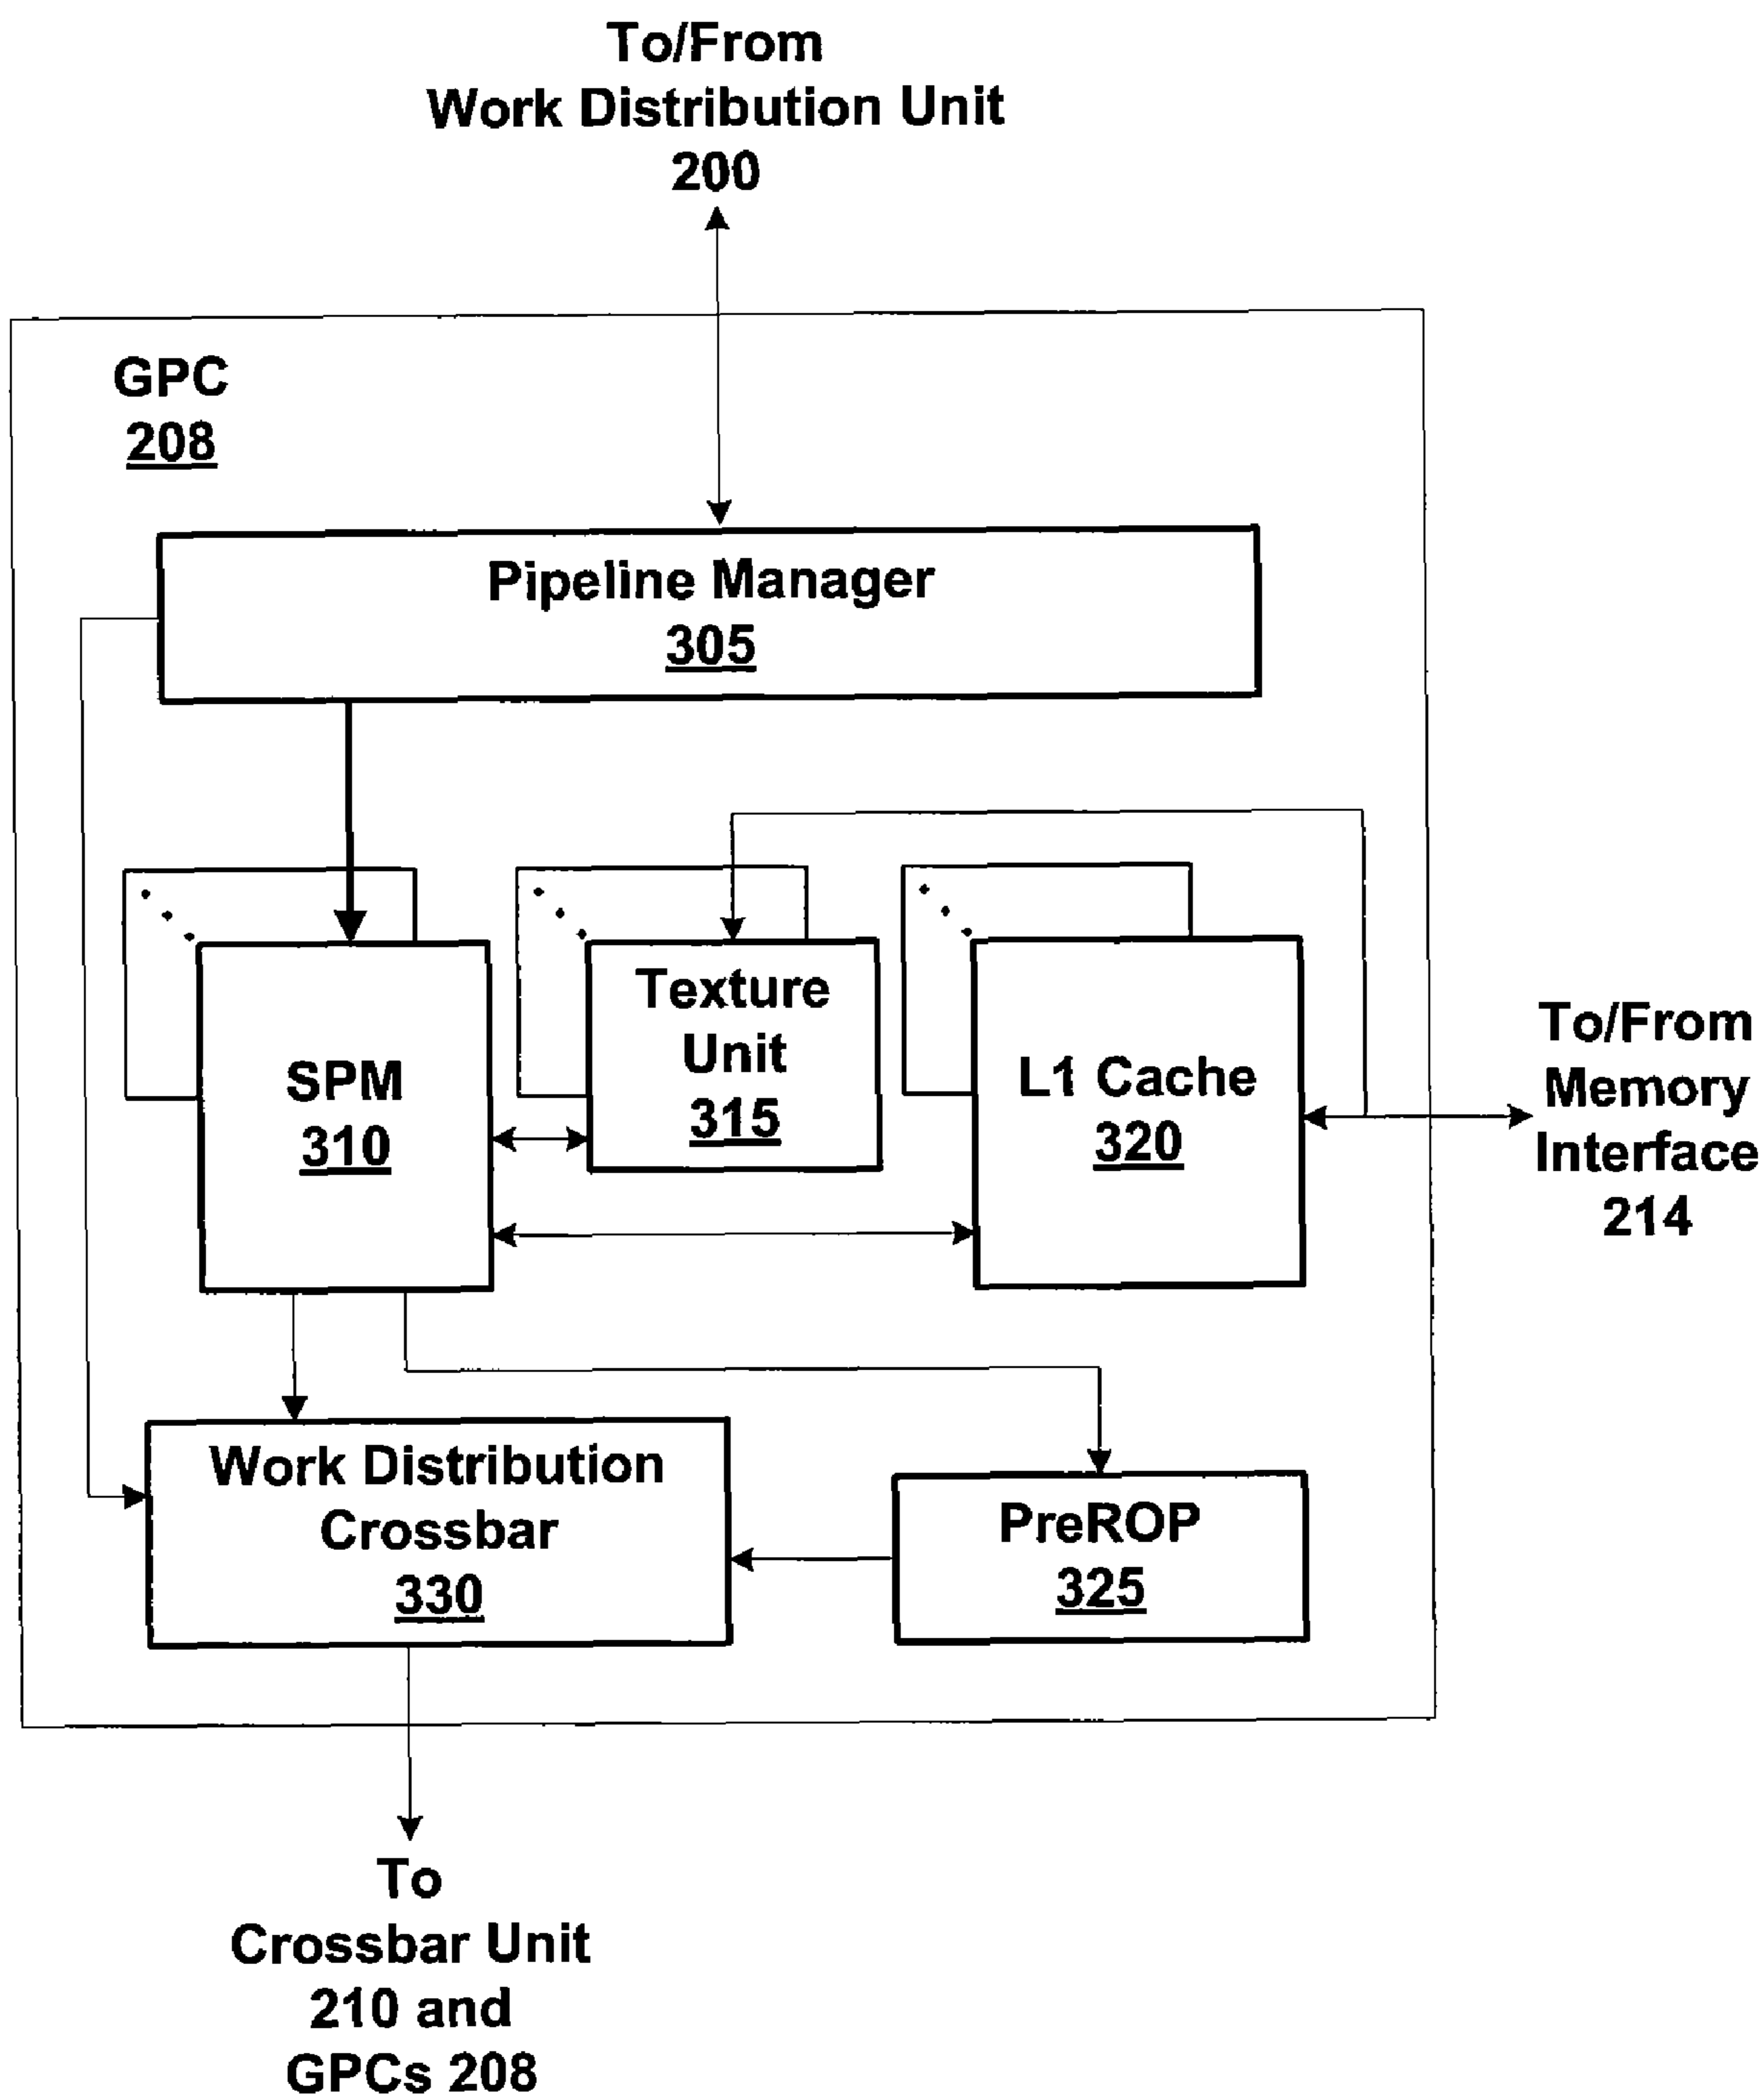 To/From
Work Distribution Unit
200
GPC
208
Pipeline Manager
305
SPM
310
Texture
Unit
315
L1 Cache
320
To/From
Memory
Interface
214
Work Distribution
Crossbar
330
PreROP
325
To
Crossbar Unit
210 and
GPCs 208